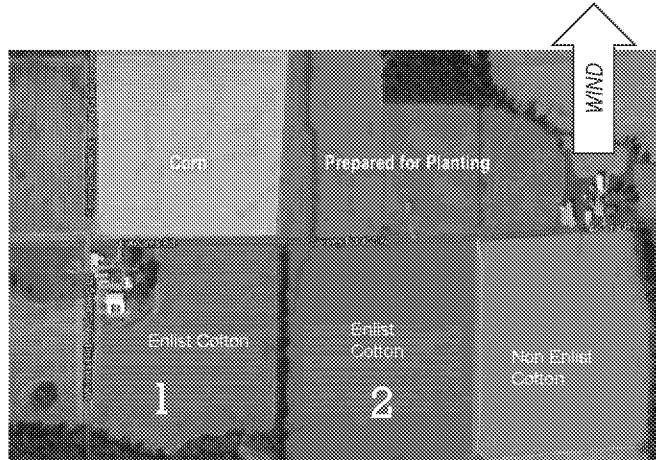 WIND
Corn
Prepared for Planting
Enlist Cotton
Enlist
Cotton
Non Enlist
Cotton
1
2